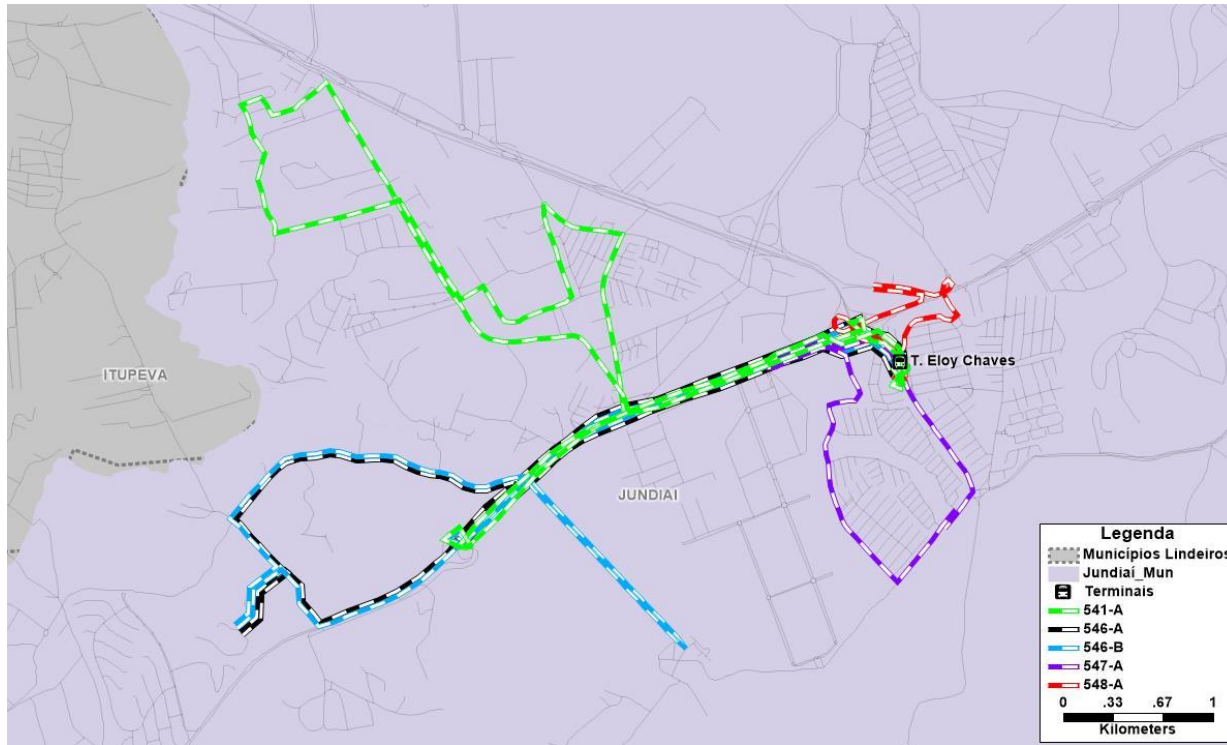 T. Eloy Chaves
ITUPEVA
JUNDIAI
Legenda
Municípios Lindeiros
Jundiaí_Mun
Terminais
541-A
546-A
546-B
547-A
548-A
0 .33 .67 1
Kilometers